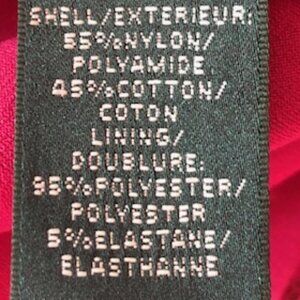 SHELL/EXTERIEUR:
55%NYLON/
POLYAMIDE
45%COTTON/
COTON
LINING/
DOUBLURE:
95%POLYESTER/
POLYESTER
5%ELASTANE/
ELASTHANNE